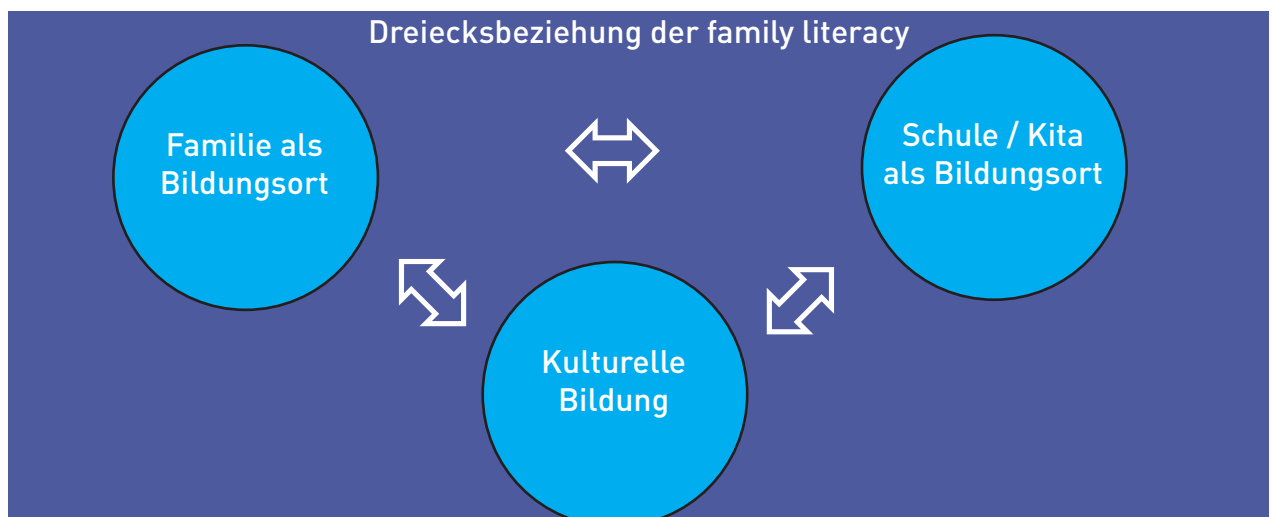 Dreiecksbeziehung der family literacy
Familie als
Bildungsort
Schule / Kita
als Bildungsort
Kulturelle
Bildung